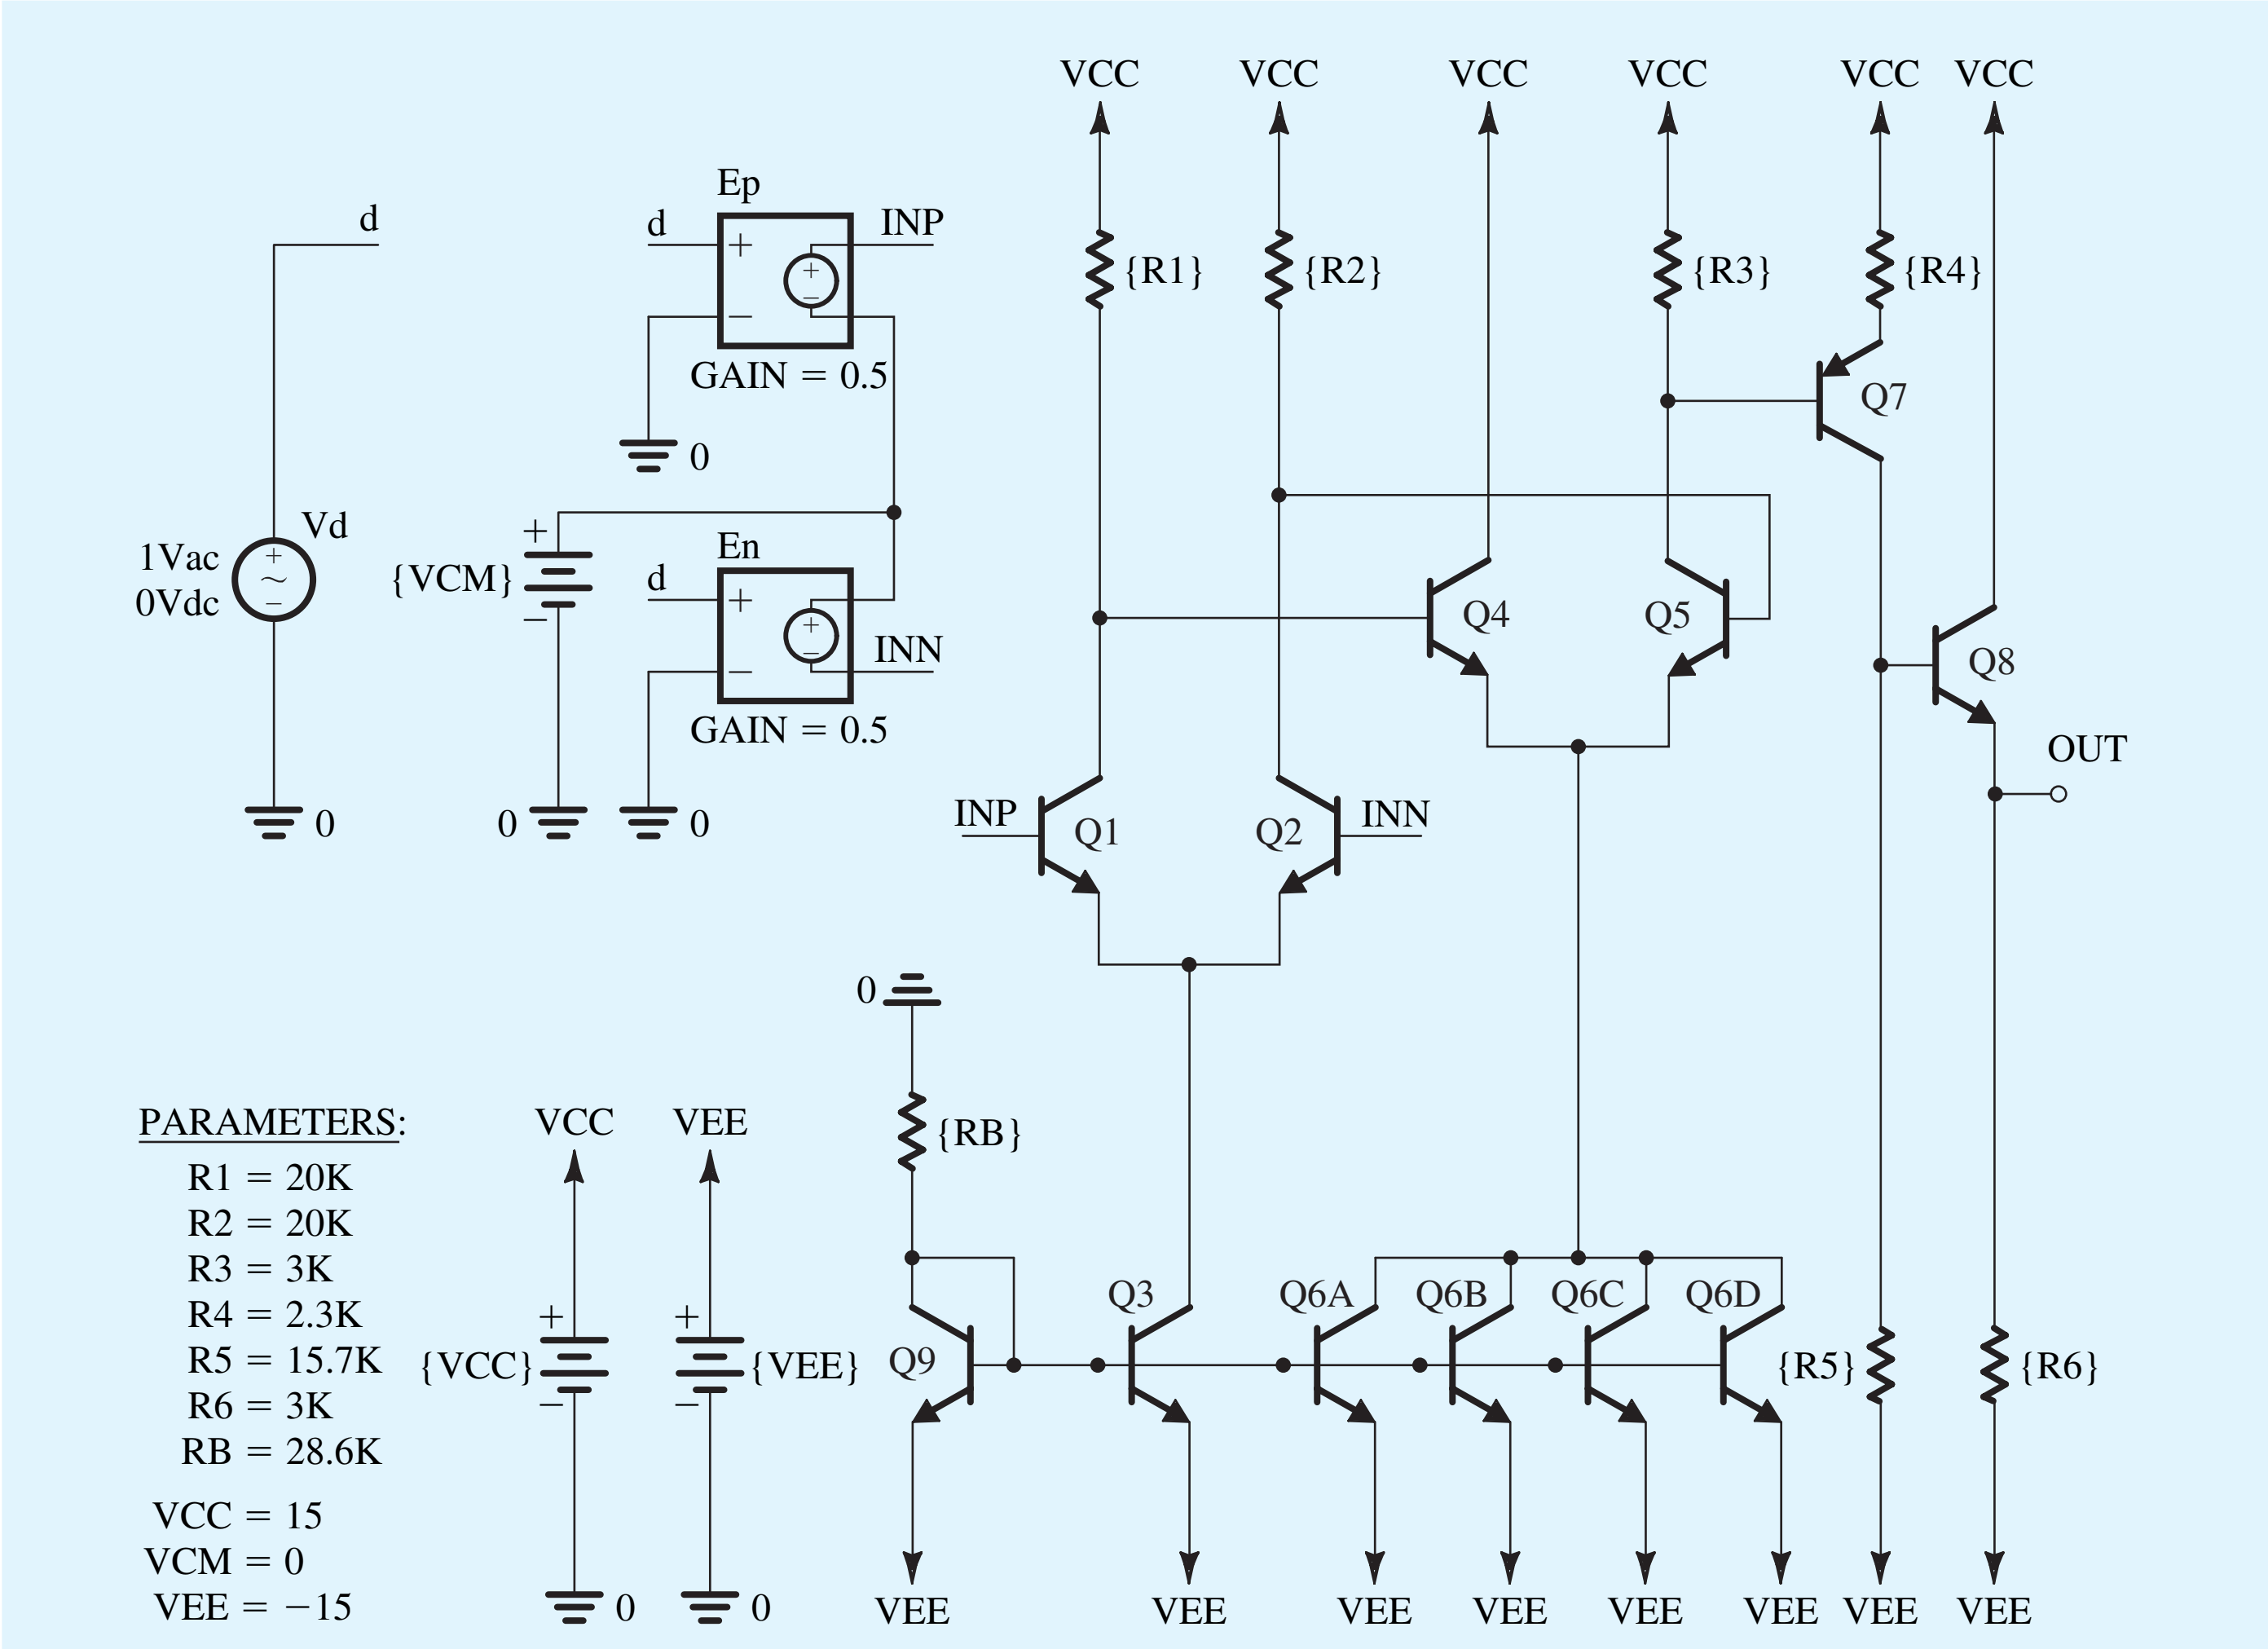 VCC VCC VCC VCC VCC VCC
Ep
d
d
INP
+
−
+
−
{R1}
{R2}
{R3}
{R4}
GAIN = 0.5
Q7
0
Vd
1Vac
0Vdc
+
~
−
+
{VCM}
−
En
d
+
−
+
−
INN
GAIN = 0.5
Q4
Q5
Q8
OUT
0
0
0
INP
Q1
Q2
INN
0
{RB}
PARAMETERS:
R1 = 20K
R2 = 20K
R3 = 3K
R4 = 2.3K
R5 = 15.7K
R6 = 3K
RB = 28.6K
VCC = 15
VCM = 0
VEE = −15
VCC
VEE
+
{VCC}
−
+
{VEE}
−
0
0
Q9
Q3
Q6A
Q6B
Q6C
Q6D
{R5}
{R6}
VEE VEE VEE VEE VEE VEE VEE VEE